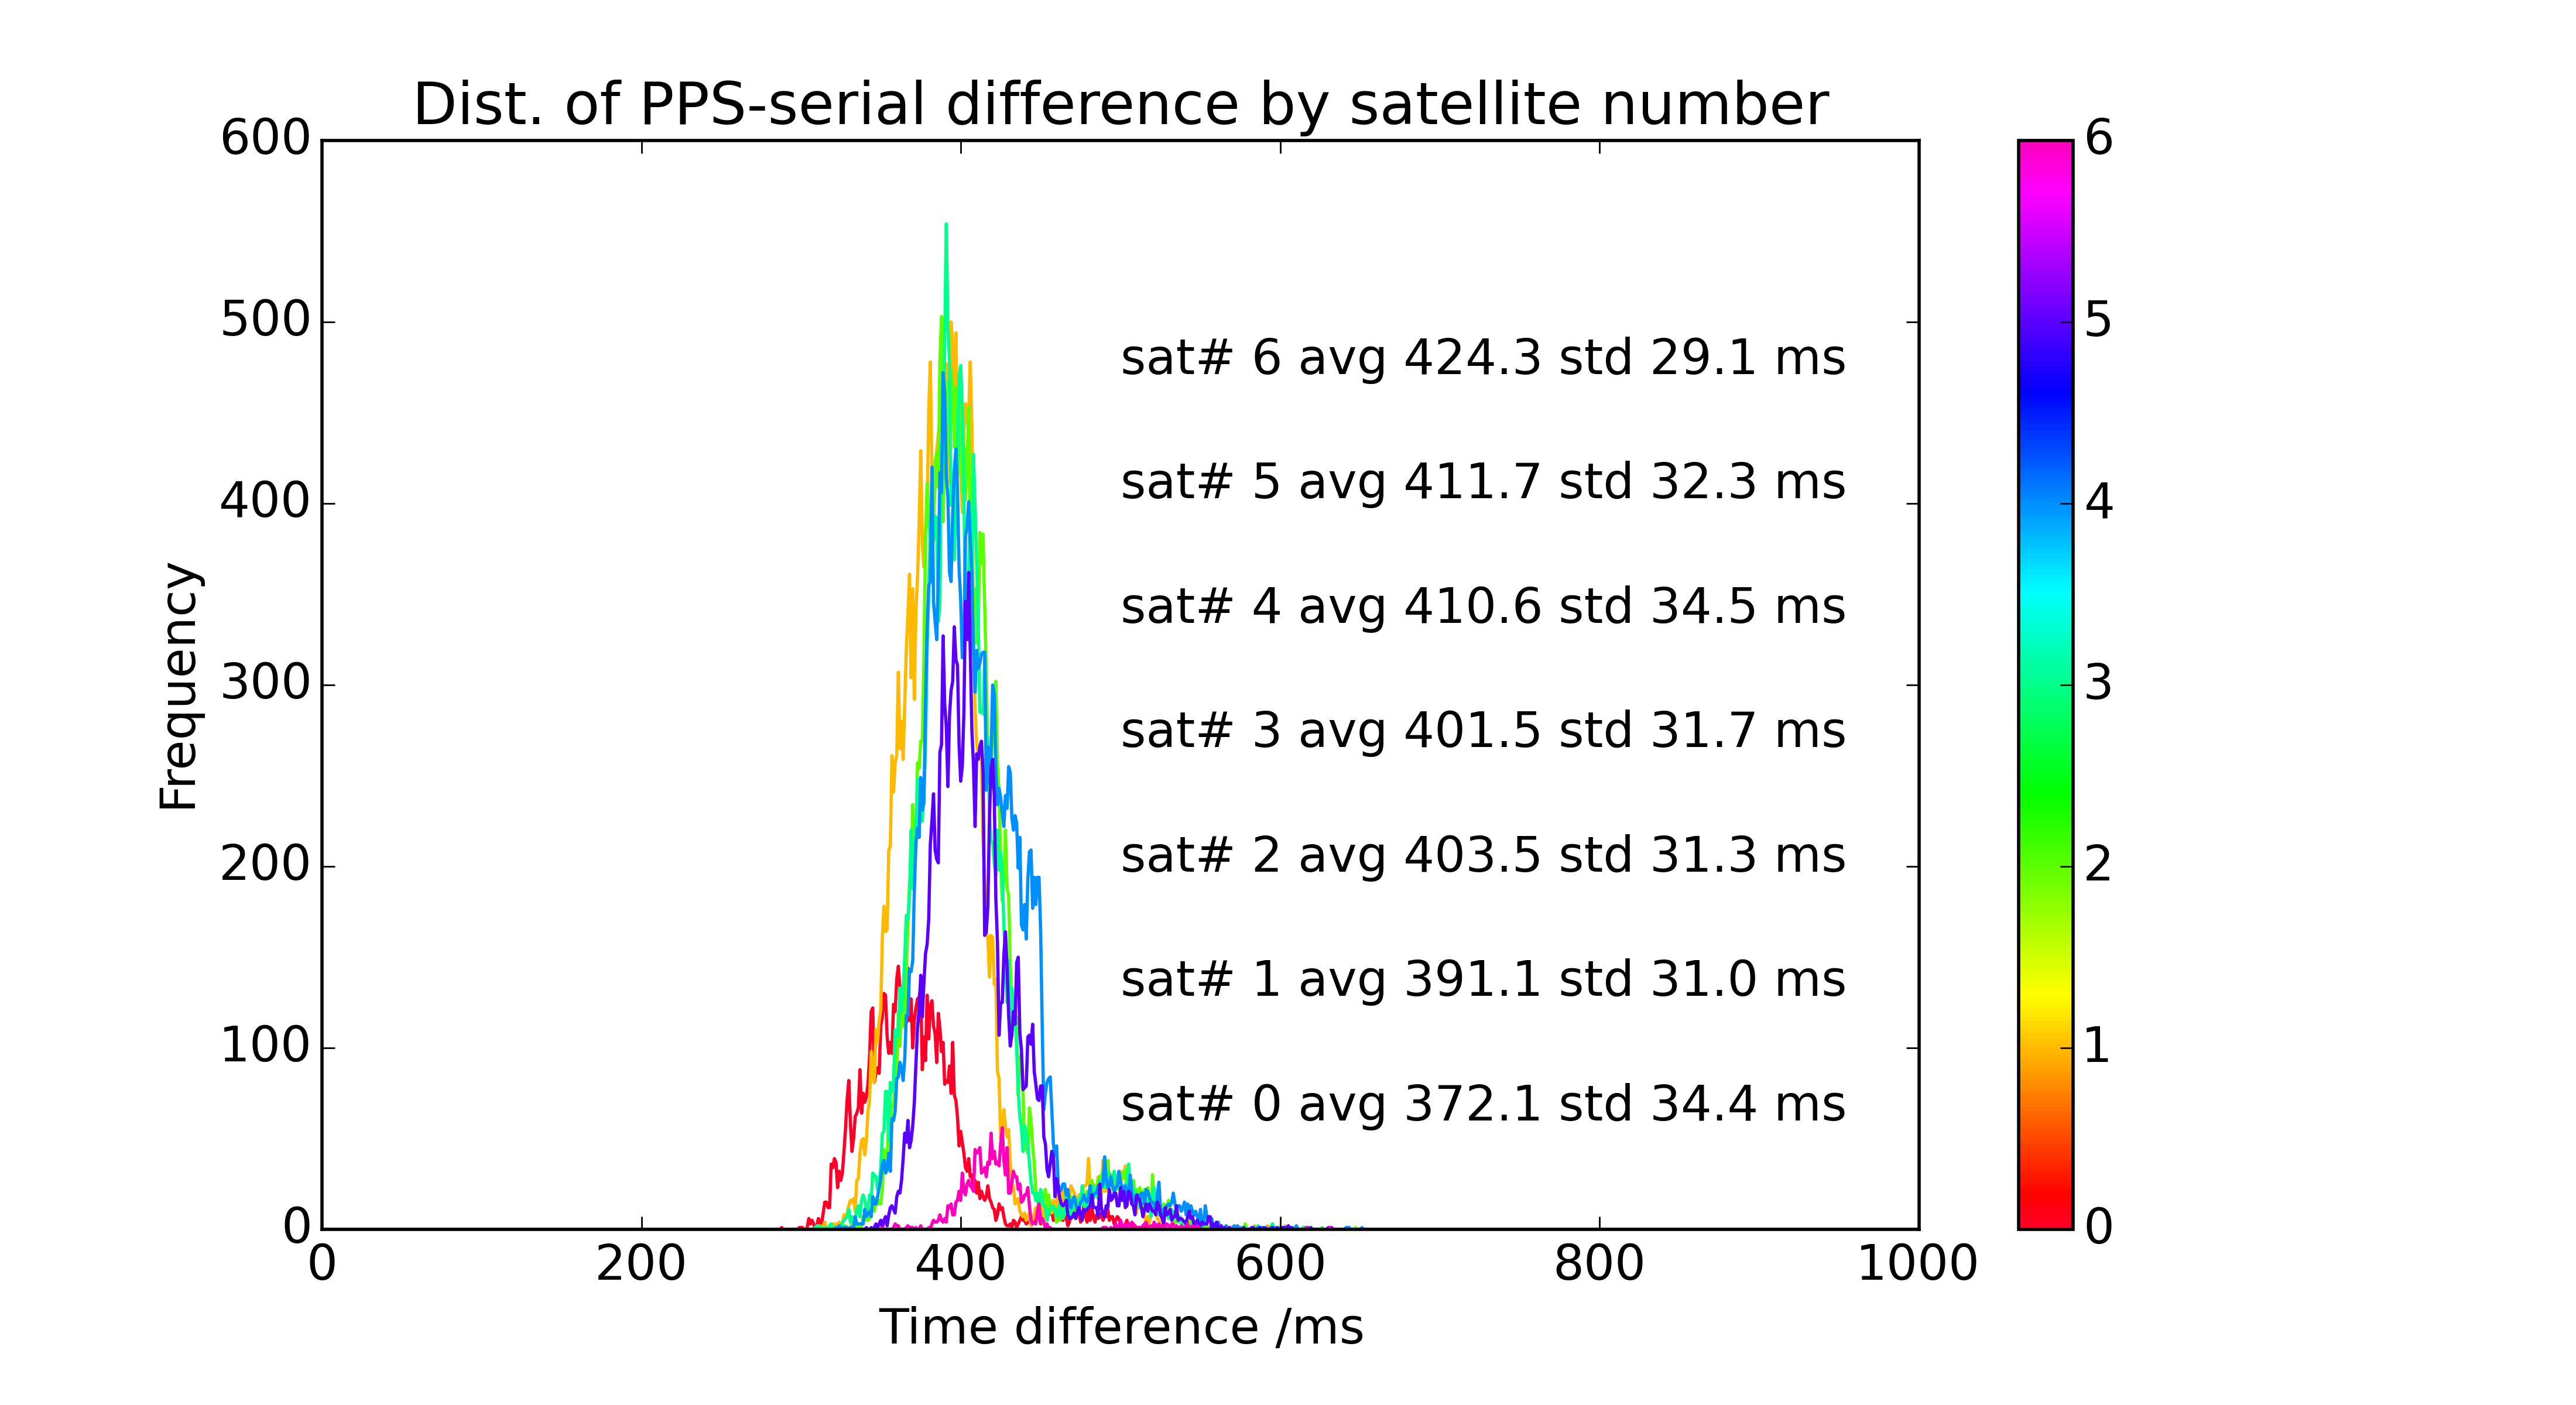 Dist. of PPS-serial difference by satellite number
600
500
400
300
200
100
0
Frequency
0 200 400 600 800 1000
Time difference /ms
sat# 6 avg 424.3 std 29.1 ms
sat# 5 avg 411.7 std 32.3 ms
sat# 4 avg 410.6 std 34.5 ms
sat# 3 avg 401.5 std 31.7 ms
sat# 2 avg 403.5 std 31.3 ms
sat# 1 avg 391.1 std 31.0 ms
sat# 0 avg 372.1 std 34.4 ms
6
5
4
3
2
1
0